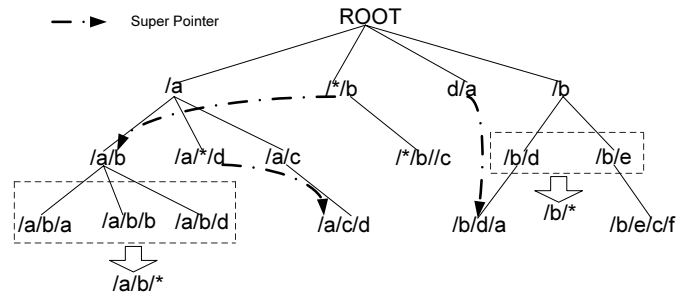 ROOT
Super Pointer
/a /*/b d/a /b
/a/b /a/*/d /a/c /*/b//c /b/d /b/e
/a/b/a /a/b/b /a/b/d /a/c/d /b/d/a /b/* /b/e/c/f
/a/b/*